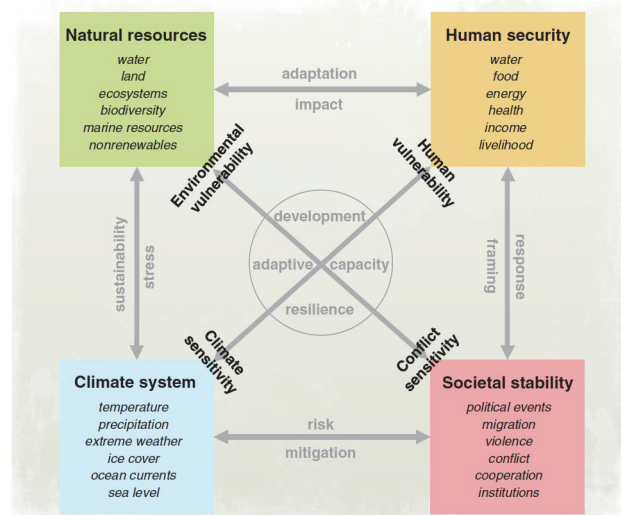 Natural resources
water
land
ecosystems
biodiversity
marine resources
nonrenewables
Human security
water
food
energy
health
income
livelihood
adaptation
impact
Environmental
vulnerability
Human
vulnerability
sustainability
stress
development
adaptive capacity
resilience
framing
response
Climate
sensitivity
Conflict
sensitivity
Climate system
temperature
precipitation
extreme weather
ice cover
ocean currents
sea level
risk
mitigation
Societal stability
political events
migration
violence
conflict
cooperation
institutions